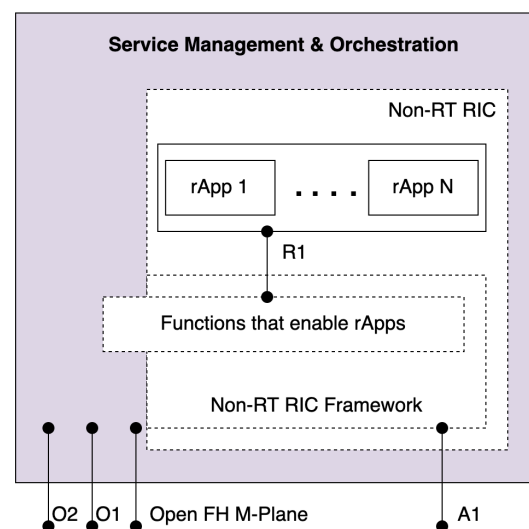 Service Management & Orchestration
Non-RT RIC
rApp 1
. . . .
rApp N
R1
Functions that enable rApps
Non-RT RIC Framework
O2
O1
Open FH M-Plane
A1